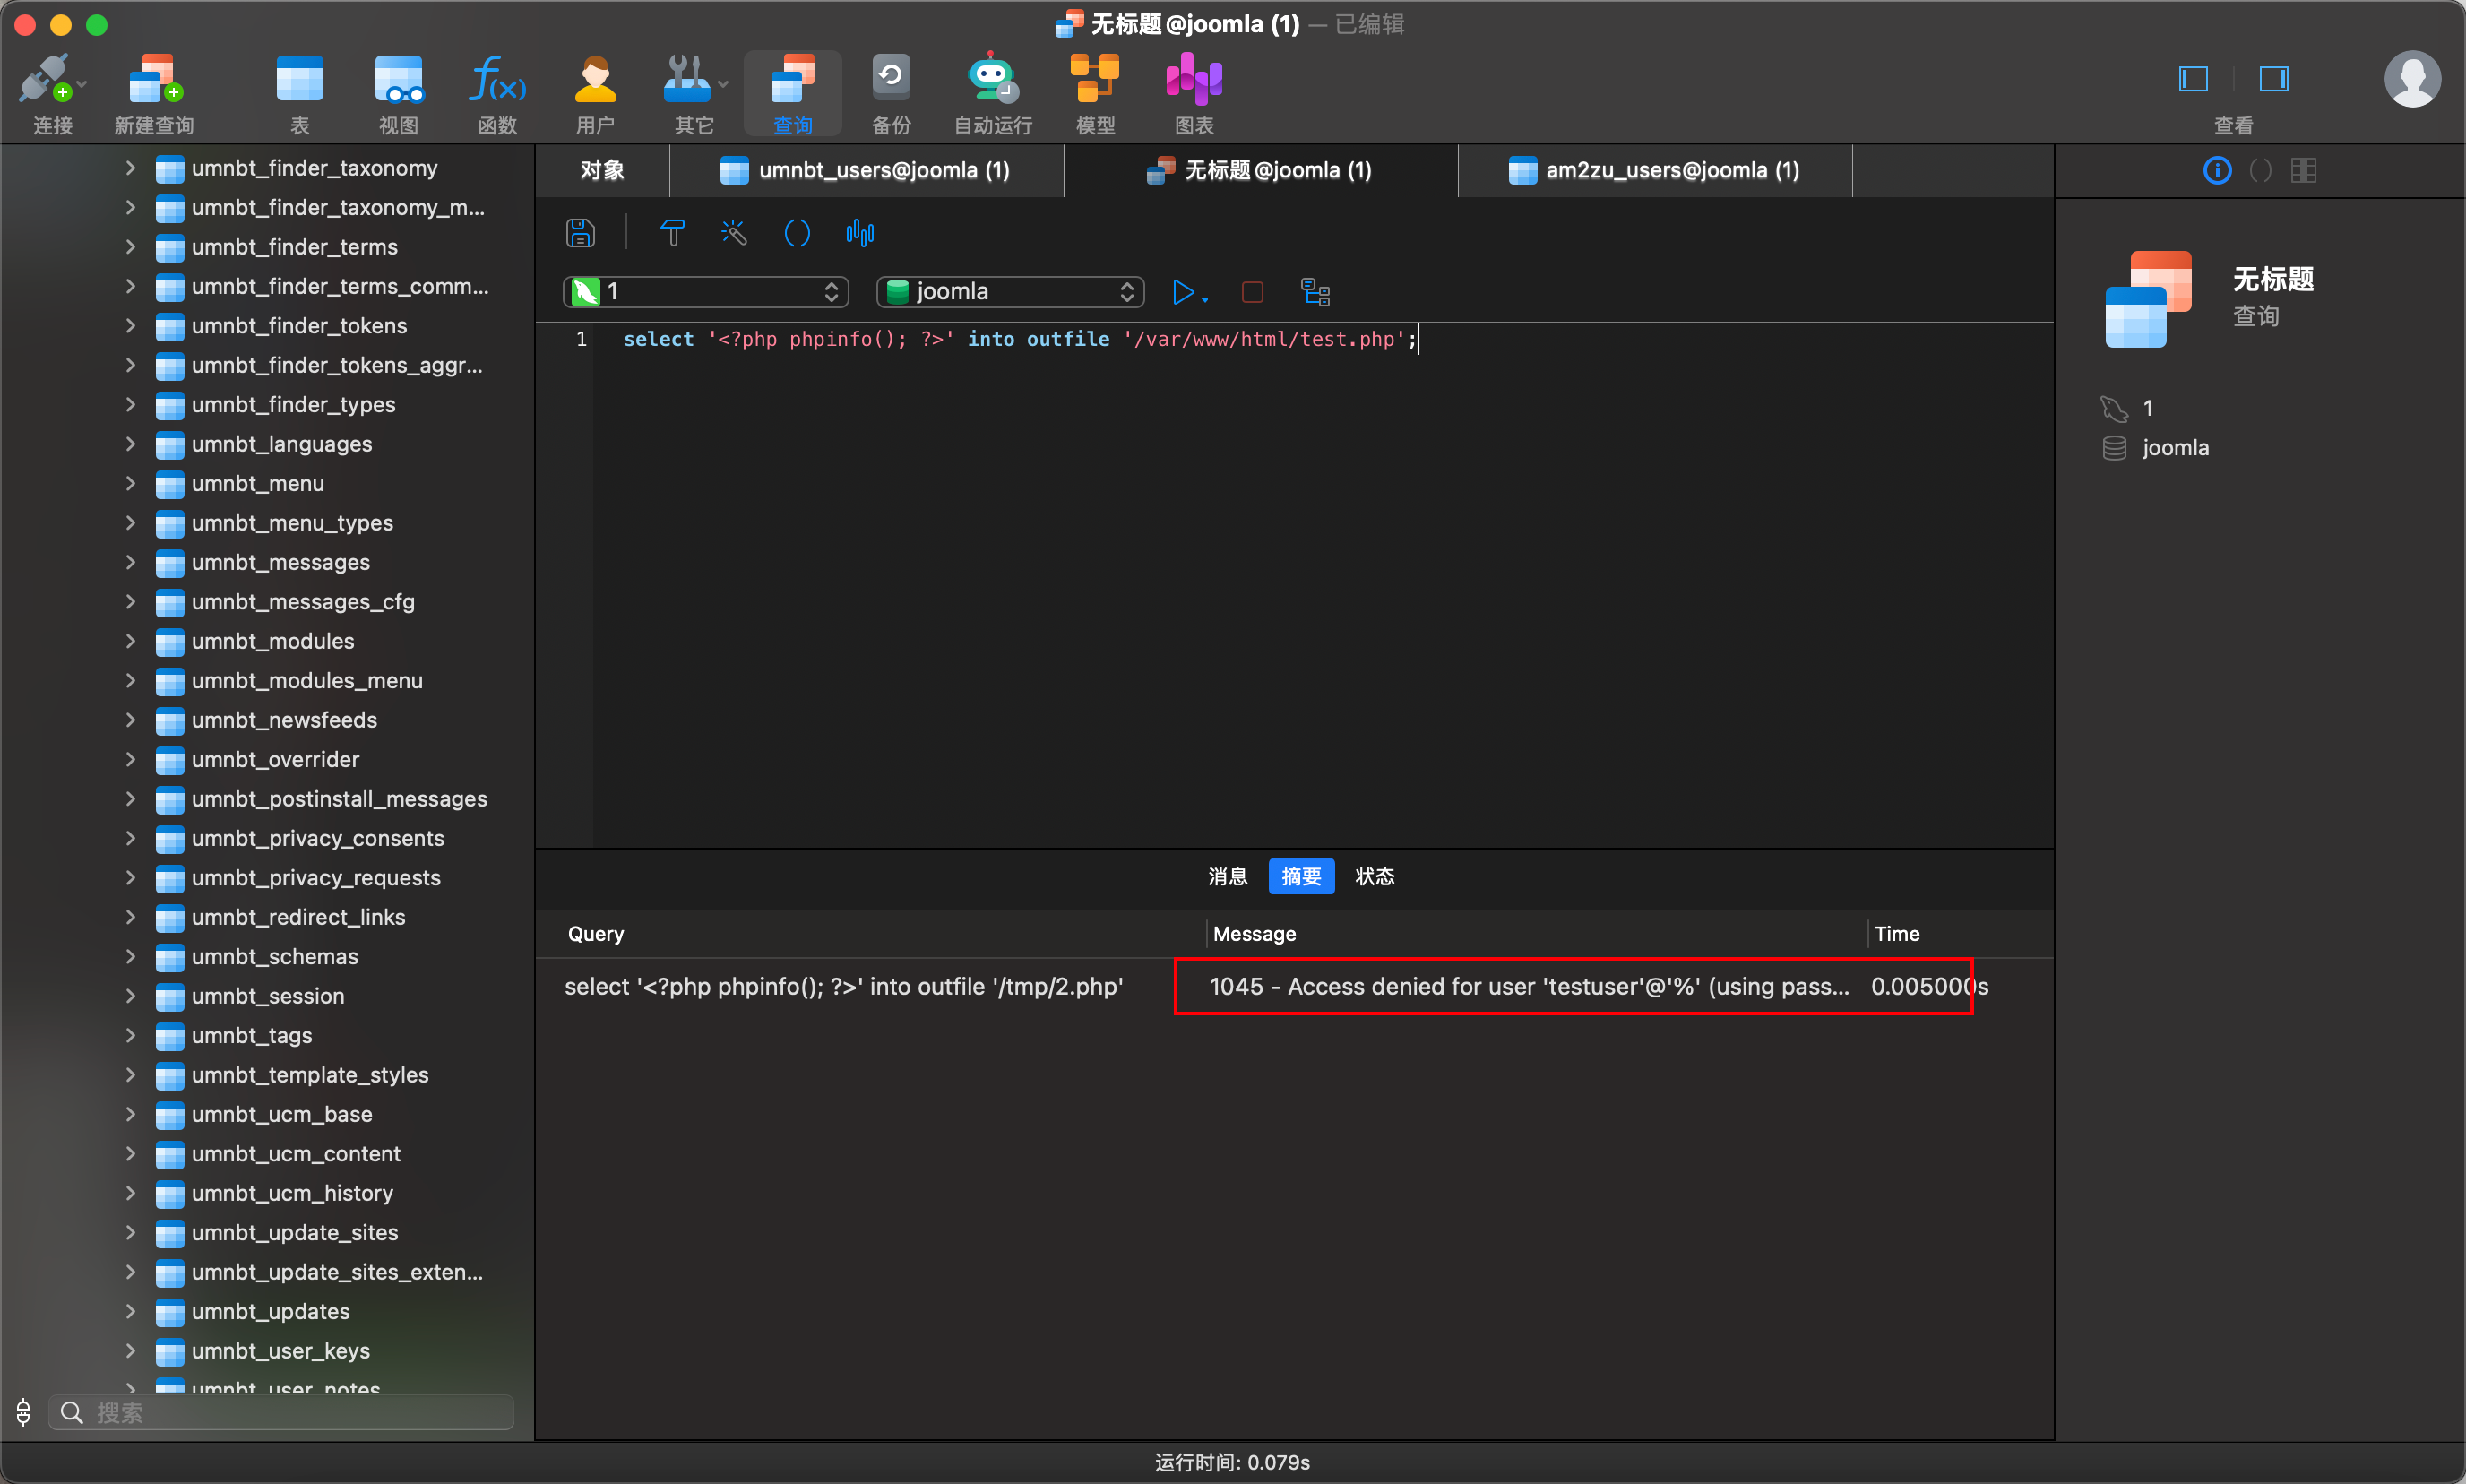 无标题@joomla (1) — 已编辑
连接
新建查询
表
视图
函数
用户
其它
查询
备份
自动运行
模型
图表
查看
umnbt_finder_taxonomy
umnbt_finder_taxonomy_m...
umnbt_finder_terms
umnbt_finder_terms_comm...
umnbt_finder_tokens
umnbt_finder_tokens_aggr...
umnbt_finder_types
umnbt_languages
umnbt_menu
umnbt_menu_types
umnbt_messages
umnbt_messages_cfg
umnbt_modules
umnbt_modules_menu
umnbt_newsfeeds
umnbt_overrider
umnbt_postinstall_messages
umnbt_privacy_consents
umnbt_privacy_requests
umnbt_redirect_links
umnbt_schemas
umnbt_session
umnbt_tags
umnbt_template_styles
umnbt_ucm_base
umnbt_ucm_content
umnbt_ucm_history
umnbt_update_sites
umnbt_update_sites_exten...
umnbt_updates
umnbt_user_keys
umnbt_user_notes
搜索
对象
umnbt_users@joomla (1)
无标题@joomla (1)
am2zu_users@joomla (1)
1
joomla
1 select '<?php phpinfo(); ?>' into outfile '/var/www/html/test.php';
消息 摘要 状态
Query Message Time
select '<?php phpinfo(); ?>' into outfile '/tmp/2.php' 1045 - Access denied for user 'testuser'@'%' (using pass... 0.005000s
无标题
查询
1
joomla
运行时间: 0.079s